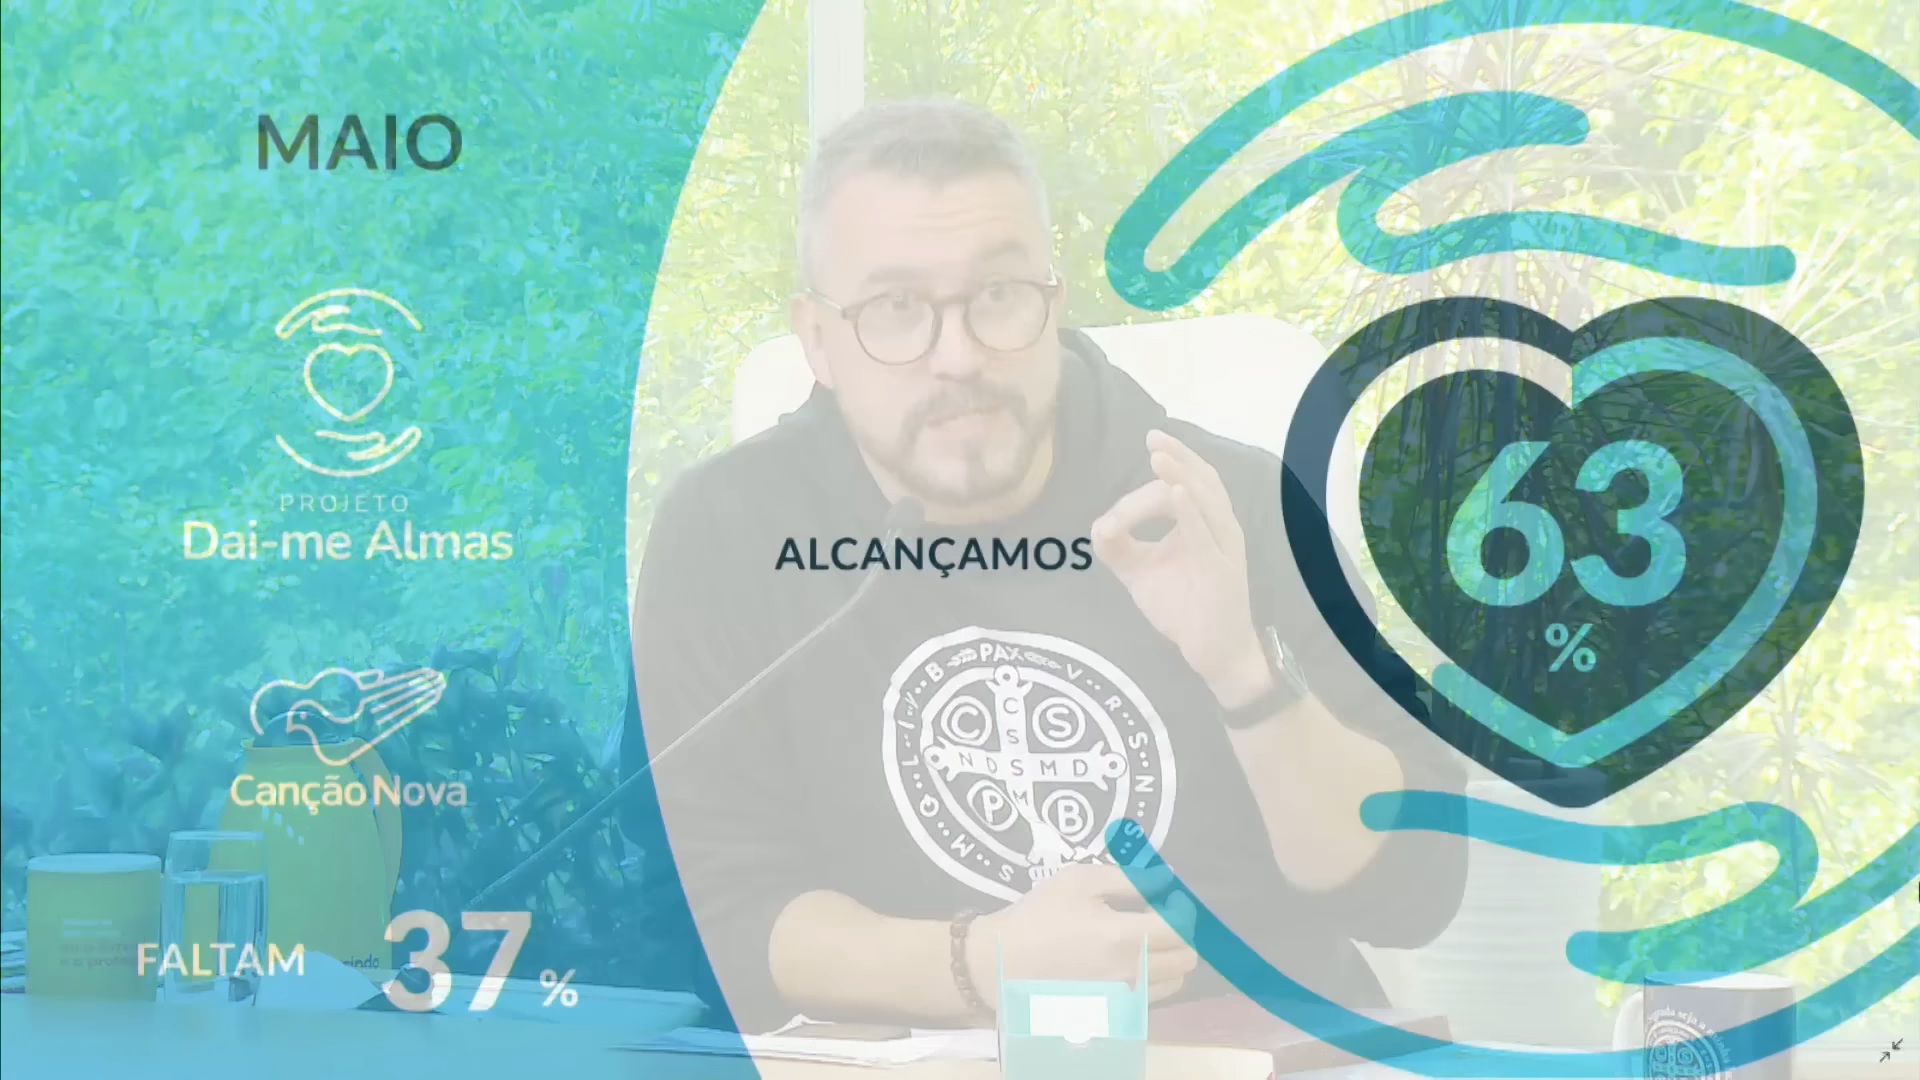 MAIO
PROJETO
Dai-me Almas
Canção Nova
FALTAM 37 %
ALCANÇAMOS
63
%
PAX
B
V
R
S
N
S
M
Q
L
I
V
C S
P B
C
S
S
M
N D S M D